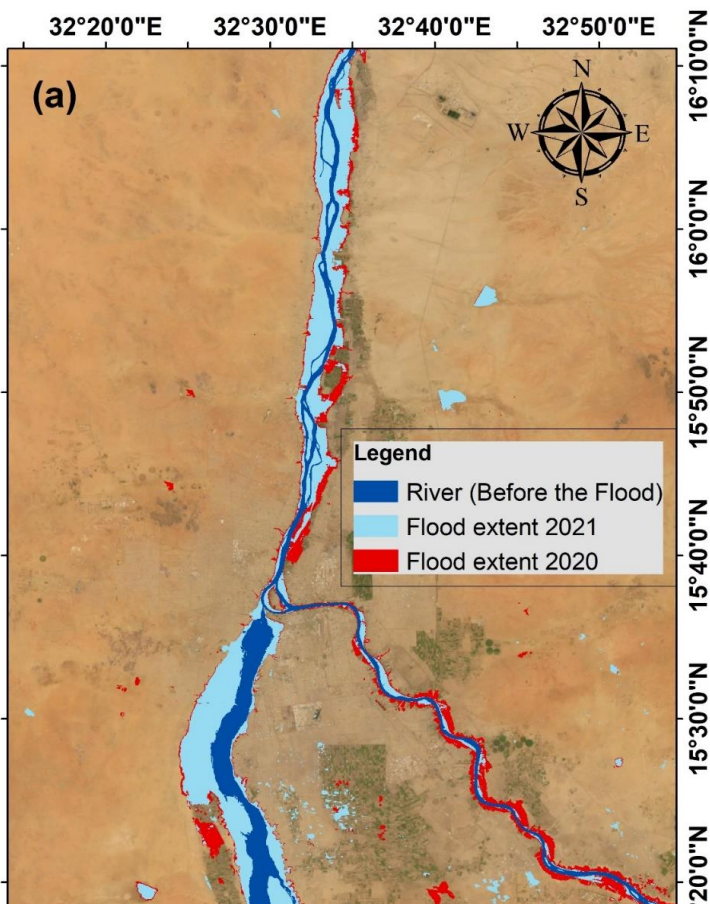 32°20'0"E 32°30'0"E 32°40'0"E 32°50'0"E
(a)
N
W E
S
16°10'0"N
16°0'0"N
15°50'0"N
Legend
River (Before the Flood)
Flood extent 2021
Flood extent 2020
15°40'0"N
15°30'0"N
20'0"N